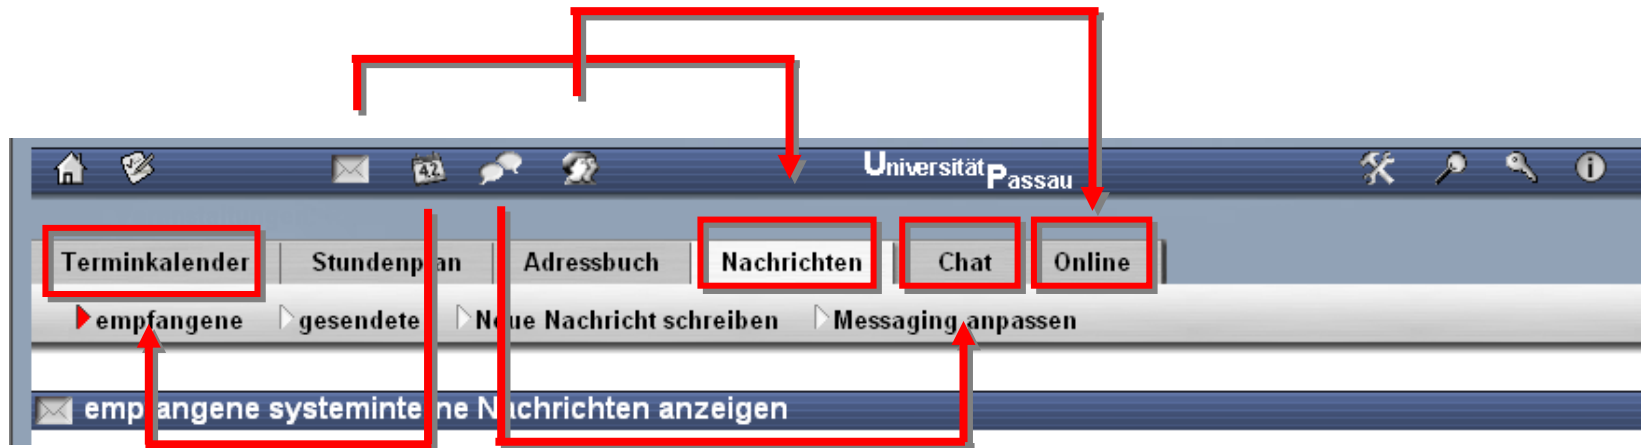 42
Universität Passau
Terminkalender Stundenplan Adressbuch Nachrichten Chat Online
empfangene gesendete Neue Nachricht schreiben Messaging anpassen
empfangene systeminterne Nachrichten anzeigen